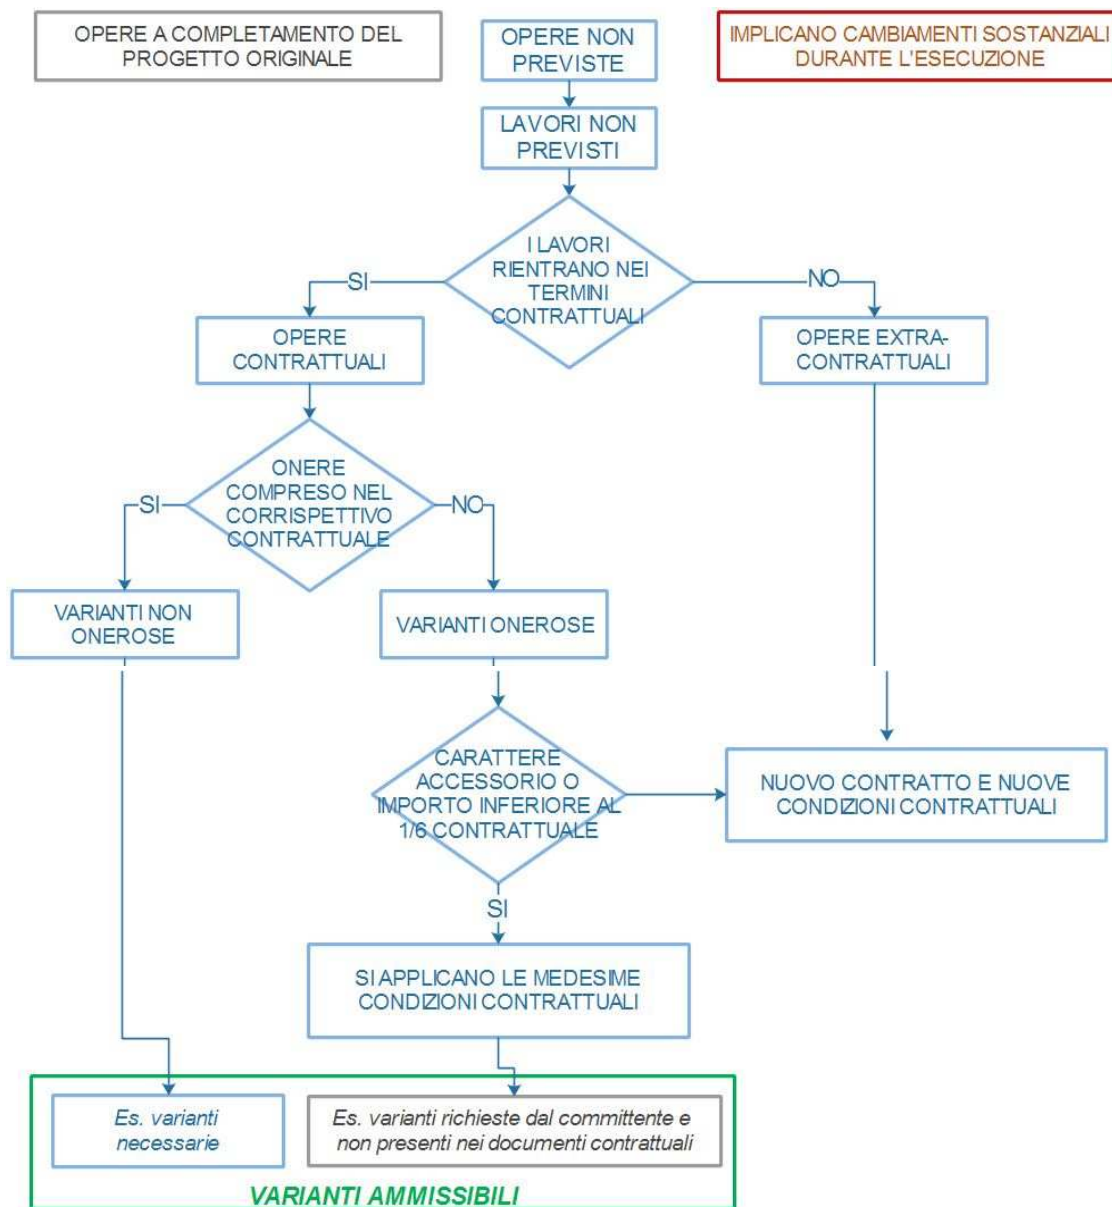 OPERE A COMPLETAMENTO DEL
PROGETTO ORIGINALE
OPERE NON
PREVISTE
IMPLICANO CAMBIAMENTI SOSTANZIALI
DURANTE L'ESECUZIONE
LAVORI NON
PREVISTI
I LAVORI
RIENTRANO NEI
TERMINI
CONTRATTUALI
SI
NO
OPERE
CONTRATTUALI
OPERE EXTRA-
CONTRATTUALI
ONERE
COMPRESO NEL
CORRISPETTIVO
CONTRATTUALE
SI
NO
VARIANTI NON
ONEROSE
VARIANTI ONEROSE
CARATTERE
ACCESSORIO O
IMPORTO INFERIORE AL
1/6 CONTRATTUALE
NUOVO CONTRATTO E NUOVE
CONDIZIONI CONTRATTUALI
SI
SI APPLICANO LE MEDESIME
CONDIZIONI CONTRATTUALI
Es. varianti
necessarie
Es. varianti richieste dal committente e
non presenti nei documenti contrattuali
VARIANTI AMMISSIBILI